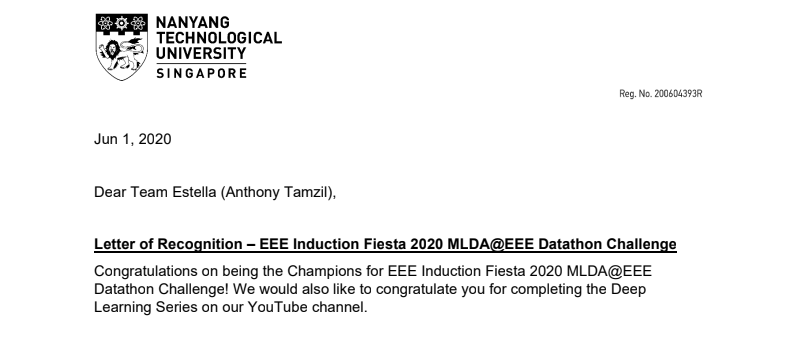 NANYANG
TECHNOLOGICAL
UNIVERSITY
SINGAPORE
Reg. No. 200604393R
Jun 1, 2020
Dear Team Estella (Anthony Tamzil),
Letter of Recognition – EEE Induction Fiesta 2020 MLDA@EEE Datathon Challenge
Congratulations on being the Champions for EEE Induction Fiesta 2020 MLDA@EEE
Datathon Challenge! We would also like to congratulate you for completing the Deep
Learning Series on our YouTube channel.